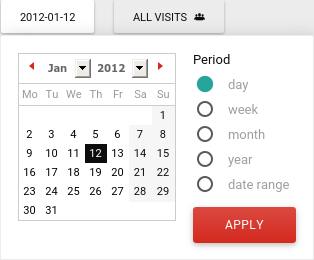 2012-01-12
ALL VISITS
Jan 2012
Mo Tu We Th Fr Sa Su
1
2 3 4 5 6 7 8
9 10 11 12 13 14 15
16 17 18 19 20 21 22
23 24 25 26 27 28 29
30 31
Period
day
week
month
year
date range
APPLY